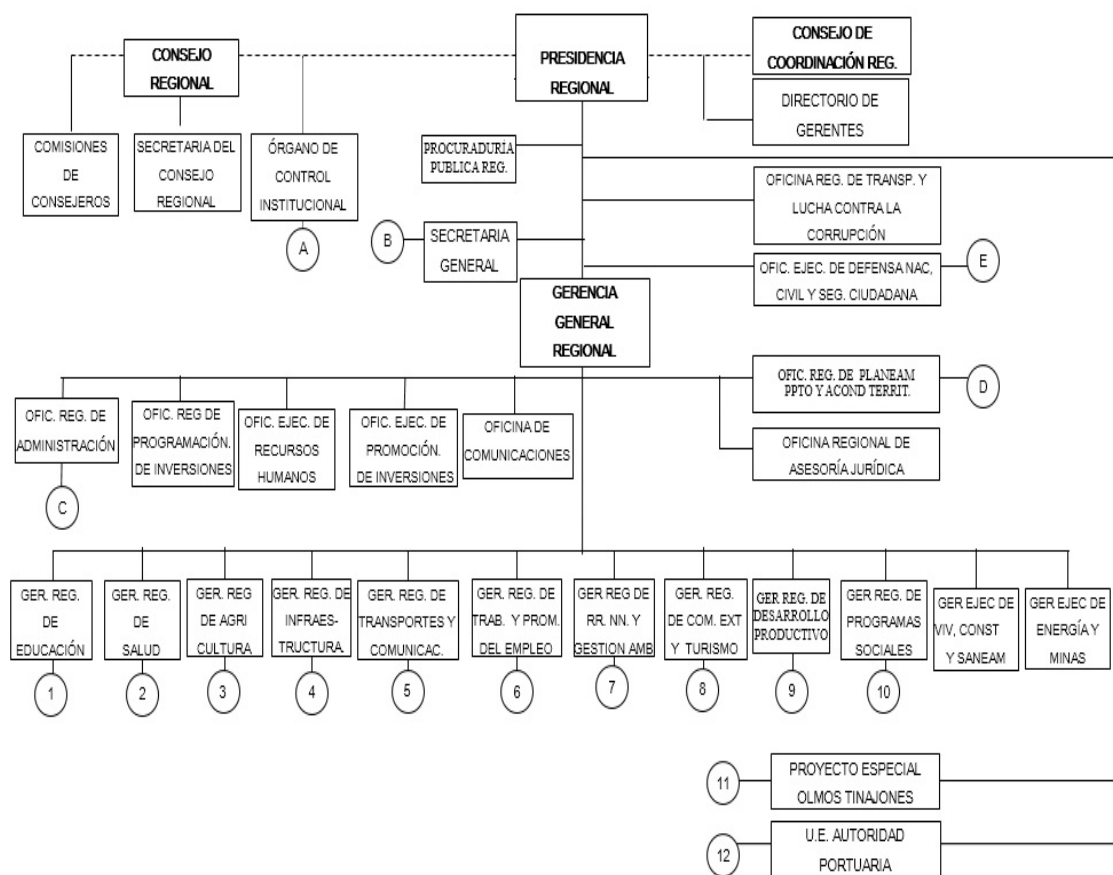 CONSEJO
REGIONAL
PRESIDENCIA
REGIONAL
CONSEJO DE
COORDINACIÓN REG.
DIRECTORIO DE
GERENTES
COMISIONES
DE
CONSEJEROS
SECRETARIA DEL
CONSEJO
REGIONAL
ÓRGANO DE
CONTROL
INSTITUCIONAL
A
PROCURADURÍA
PUBLICA REG.
OFICINA REG. DE TRANSP. Y
LUCHA CONTRA LA
CORRUPCIÓN
B
SECRETARIA
GENERAL
OFIC. EJEC. DE DEFENSA NAC,
CIVIL Y SEG. CIUDADANA
E
GERENCIA
GENERAL
REGIONAL
OFIC. REG. DE PLANEAM
PPTO Y ACOND TERRIT.
D
OFIC. REG. DE
ADMINISTRACIÓN
C
OFIC. REG DE
PROGRAMACIÓN.
DE INVERSIONES
OFIC. EJEC. DE
RECURSOS
HUMANOS
OFIC. EJEC. DE
PROMOCIÓN.
DE INVERSIONES
OFICINA DE
COMUNICACIONES
OFICINA REGIONAL DE
ASESORÍA JURÍDICA
GER. REG.
DE
EDUCACIÓN
1
GER. REG.
DE
SALUD
2
GER. REG
DE AGRI
CULTURA
3
GER. REG. DE
INFRAES-
TRUCTURA.
4
GER. REG. DE
TRANSPORTES Y
COMUNICAC.
5
GER. REG. DE
TRAB. Y PROM.
DEL EMPLEO
6
GER REG DE
RR. NN. Y
GESTION AMB
7
GER. REG.
DE COM. EXT
Y TURISMO
8
GER REG. DE
DESARROLLO
PRODUCTIVO
9
GER REG. DE
PROGRAMAS
SOCIALES
10
GER EJEC DE
VIV, CONST
Y SANEAM
GER EJEC DE
ENERGÍA Y
MINAS
11
PROYECTO ESPECIAL
OLMOS TINAJONES
12
U.E. AUTORIDAD
PORTUARIA